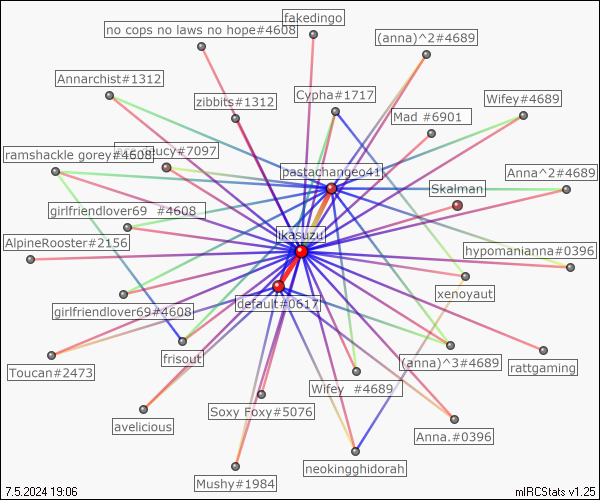 fakedingo
no cops no laws no hope#4608
(anna)^2#4689
Annarchist#1312
Cypha#1717
zibbits#1312
Wifey#4689
Mad #6901
ramshackle gorey#4608
eucy#7097
pastachangeo41
Anna^2#4689
Skalman
girlfriendlover69 #4608
ikasuzu
AlpineRooster#2156
hypomanianna#0396
xenoyaut
default#0617
girlfriendlover69#4608
frisout
(anna)^3#4689
rattgaming
Toucan#2473
Wifey #4689
Soxy Foxy#5076
avelicious
Anna.#0396
neokingghidorah
Mushy#1984
7.5.2024 19:06
mIRCStats v1.25